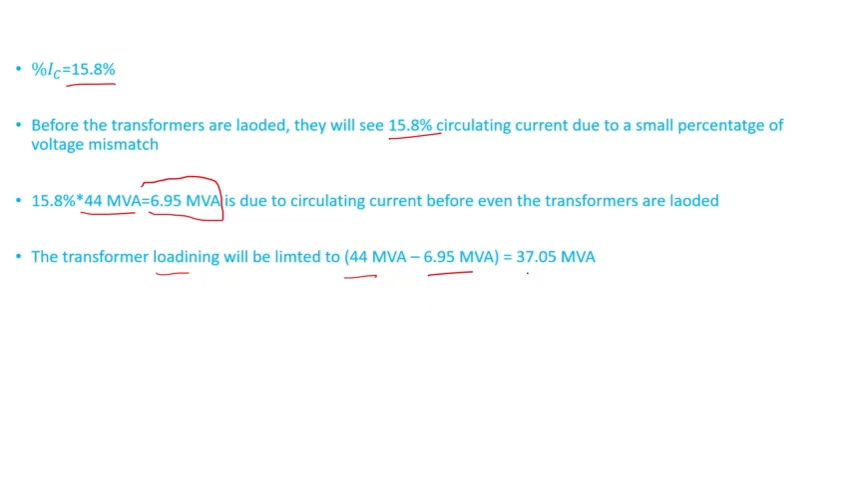 • %I_C=15.8%
• Before the transformers are laoded, they will see 15.8% circulating current due to a small percentatge of
voltage mismatch
• 15.8%*44 MVA=6.95 MVA is due to circulating current before even the transformers are laoded
• The transformer loadining will be limted to (44 MVA – 6.95 MVA) = 37.05 MVA